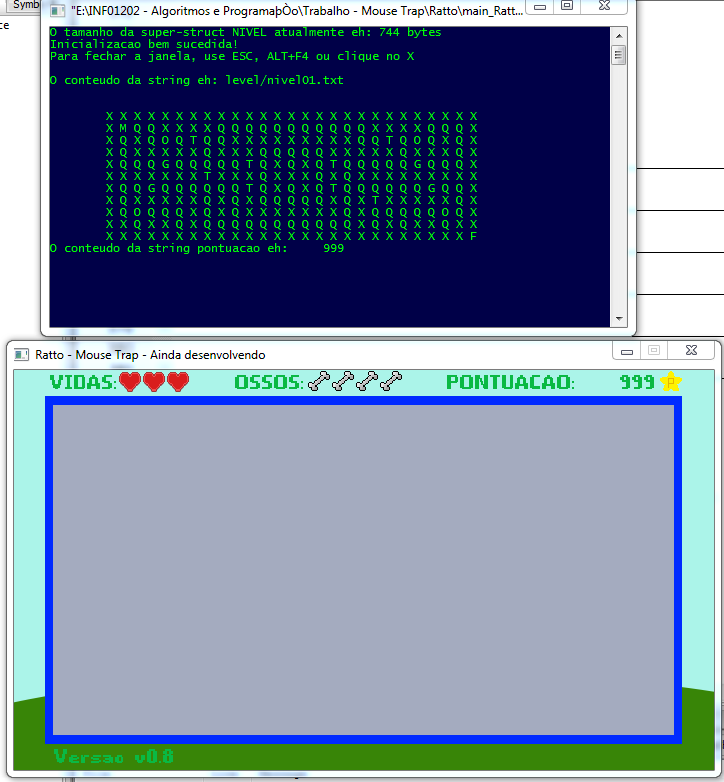 Symb
"E:\INF01202 - Algoritmos e ProgramaþÒo\Trabalho - Mouse Trap\Ratto\main_Ratt...
O tamanho da super-struct NIVEL atualmente eh: 744 bytes
Inicializacao bem sucedida!
Para fechar a janela, use ESC, ALT+F4 ou clique no X
O conteudo da string eh: level/nivel01.txt
X X X X X X X X X X X X X X X X X X X X X X X X X X X
X M Q Q X X X X Q Q Q Q Q Q Q Q Q Q Q X X X X Q Q Q X
X Q X Q O Q T Q X X X X X X X X X X X Q T Q O Q X Q X
X Q Q Q X X X X Q Q Q Q X X X Q Q Q Q X X X X Q Q Q X
X Q Q Q G Q Q Q Q Q T Q X Q X Q T Q Q Q Q Q G Q Q Q X
X X X X X X X T X X Q X X Q X X Q X X X X X X X X X X
X Q Q G Q Q Q Q Q Q T Q X Q X Q T Q Q Q Q Q Q G Q Q X
X Q X X X X X X X Q X Q Q Q Q Q X Q X T X X X X X Q X
X Q O Q Q Q Q X Q Q X Q X X X Q X Q Q X Q Q Q Q O Q X
X X Q X X Q X X X Q X Q X X X Q X Q X X X Q X X Q X X
X X X X X X X X X X X X X X X X X X X X X X X X X X F
O conteudo da string pontuacao eh: 999
Ratto - Mouse Trap - Ainda desenvolvendo
VIDAS: OSSOS: PONTUACAO: 999
Versao v0.8